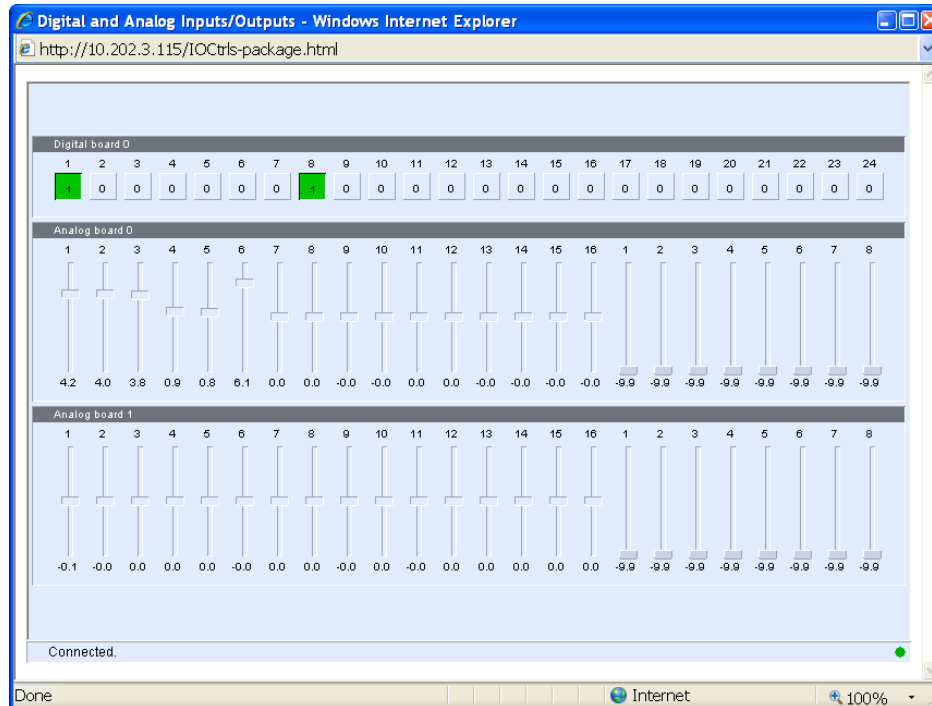 Digital and Analog Inputs/Outputs - Windows Internet Explorer
http://10.202.3.115/IOCtrls-package.html
Digital board 0
1 2 3 4 5 6 7 8 9 10 11 12 13 14 15 16 17 18 19 20 21 22 23 24
1 0 0 0 0 0 0 1 0 0 0 0 0 0 0 0 0 0 0 0 0 0 0 0
Analog board 0
1 2 3 4 5 6 7 8 9 10 11 12 13 14 15 16 1 2 3 4 5 6 7 8
4.2 4.0 3.8 0.9 0.8 6.1 0.0 0.0 -0.0 -0.0 0.0 0.0 -0.0 -0.0 0.0 -0.0 -9.9 -9.9 -9.9 -9.9 -9.9 -9.9 -9.9 -9.9
Analog board 1
1 2 3 4 5 6 7 8 9 10 11 12 13 14 15 16 1 2 3 4 5 6 7 8
-0.1 -0.0 0.0 0.0 0.0 -0.0 0.0 0.0 -0.0 0.0 -0.0 0.0 0.0 0.0 0.0 0.0 -9.9 -9.9 -9.9 -9.9 -9.9 -9.9 -9.9 -9.9
Connected.
Done Internet 100%